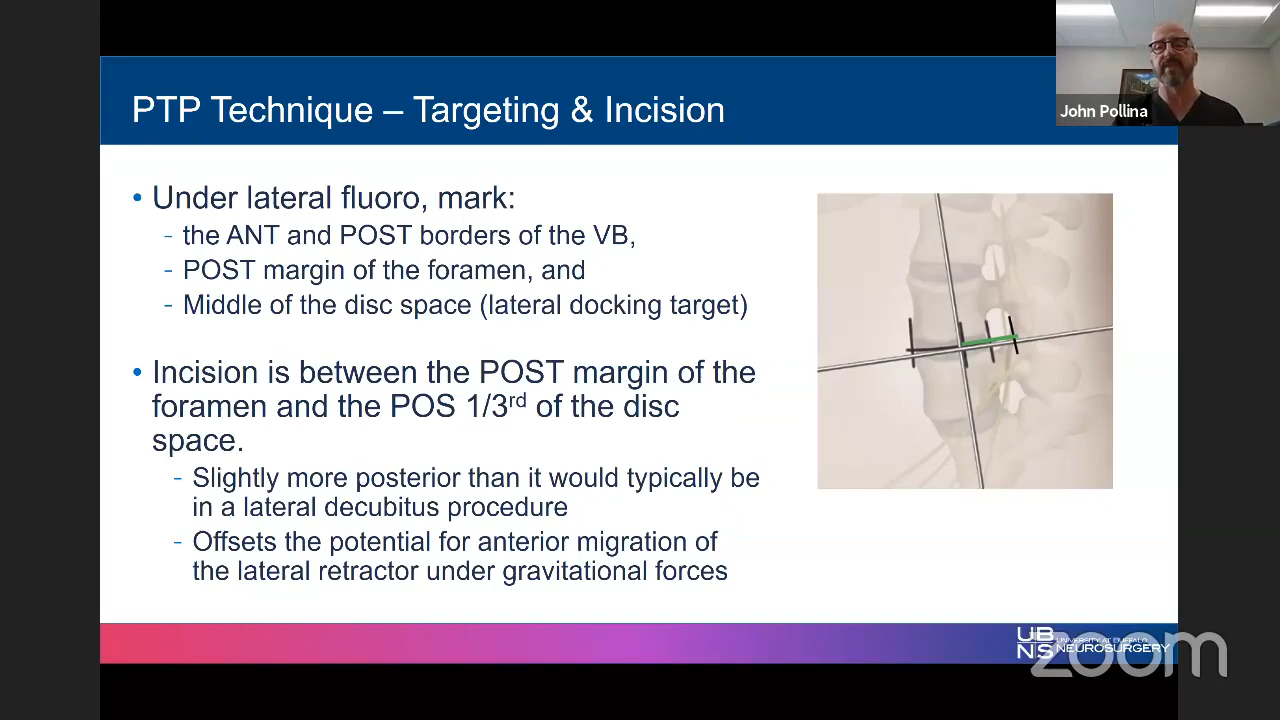 PTP Technique – Targeting & Incision
John Pollina
• Under lateral fluoro, mark:
- the ANT and POST borders of the VB,
- POST margin of the foramen, and
- Middle of the disc space (lateral docking target)
• Incision is between the POST margin of the
foramen and the POS 1/3rd of the disc
space.
- Slightly more posterior than it would typically be
in a lateral decubitus procedure
- Offsets the potential for anterior migration of
the lateral retractor under gravitational forces
UB
NS
UNIVERSITY AT BUFFALO
NEUROSURGERY
zoom